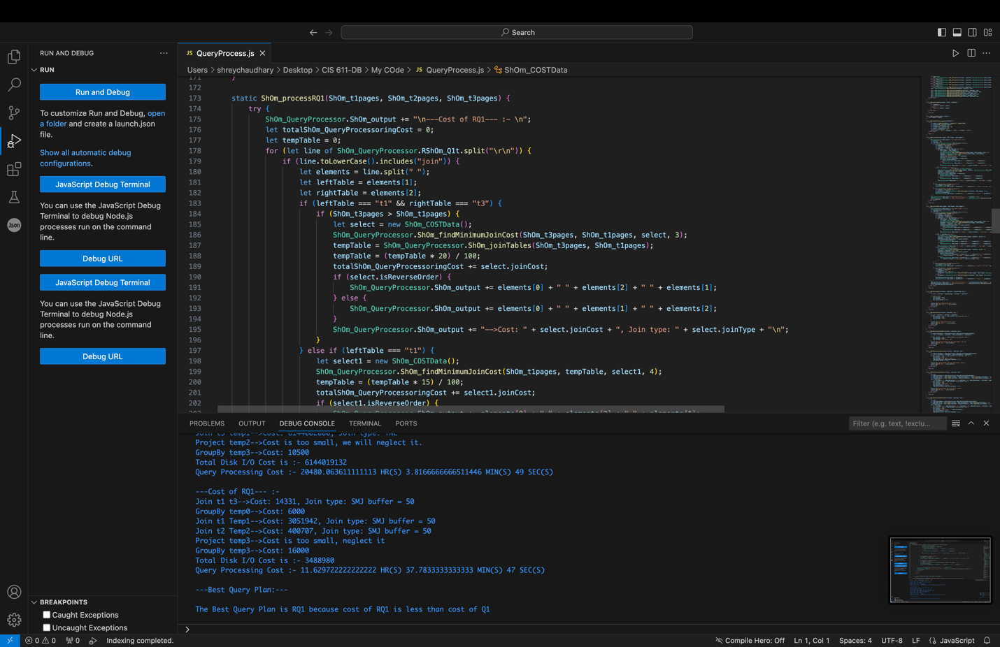 Search
RUN AND DEBUG
RUN
Run and Debug
To customize Run and Debug, open
a folder and create a launch.json
file.
Show all automatic debug
configurations.
JavaScript Debug Terminal
You can use the JavaScript Debug
Terminal to debug Node.js
processes run on the command
line.
Debug URL
JavaScript Debug Terminal
You can use the JavaScript Debug
Terminal to debug Node.js
processes run on the command
line.
Debug URL
BREAKPOINTS
Caught Exceptions
Uncaught Exceptions
Json
JS QueryProcess.js
Users > shreychaudhary > Desktop > CIS 611-DB > My COde > JS QueryProcess.js > ShOm_COSTData
171 }
172
173 static ShOm_processRQ1(ShOm_t1pages, ShOm_t2pages, ShOm_t3pages) {
174 try {
175 ShOm_QueryProcessor.ShOm_output += "\n---Cost of RQ1--- :- \n";
176 let totalShOm_QueryProcessoringCost = 0;
177 let tempTable = 0;
178 for (let line of ShOm_QueryProcessor.RShOm_Q1t.split("\r\n")) {
179 if (line.toLowerCase().includes("join")) {
180 let elements = line.split(" ");
181 let leftTable = elements[1];
182 let rightTable = elements[2];
183 if (leftTable === "t1" && rightTable === "t3") {
184 if (ShOm_t3pages > ShOm_t1pages) {
185 let select = new ShOm_COSTData();
186 ShOm_QueryProcessor.ShOm_findMinimumJoinCost(ShOm_t3pages, ShOm_t1pages, select, 3);
187 tempTable = ShOm_QueryProcessor.ShOm_joinTables(ShOm_t3pages, ShOm_t1pages);
188 tempTable = (tempTable * 20) / 100;
189 totalShOm_QueryProcessoringCost += select.joinCost;
190 if (select.isReverseOrder) {
191 ShOm_QueryProcessor.ShOm_output += elements[0] + " " + elements[2] + " " + elements[1];
192 } else {
193 ShOm_QueryProcessor.ShOm_output += elements[0] + " " + elements[1] + " " + elements[2];
194 }
195 ShOm_QueryProcessor.ShOm_output += "-->Cost: " + select.joinCost + ", Join type: " + select.joinType + "\n";
196 }
197 } else if (leftTable === "t1") {
198 let select1 = new ShOm_COSTData();
199 ShOm_QueryProcessor.ShOm_findMinimumJoinCost(ShOm_t1pages, tempTable, select1, 4);
200 tempTable = (tempTable * 15) / 100;
201 totalShOm_QueryProcessoringCost += select1.joinCost;
202 if (select1.isReverseOrder) {
PROBLEMS OUTPUT DEBUG CONSOLE TERMINAL PORTS
Filter (e.g. text, !exclu...
Project temp2-->Cost is too small, we will neglect it.
GroupBy temp3-->Cost: 10500
Total Disk I/O Cost is :- 6144019132
Query Processing Cost :- 20480.063611111113 HR(S) 3.8166666666511446 MIN(S) 49 SEC(S)
---Cost of RQ1--- :-
Join t1 t3-->Cost: 14331, Join type: SMJ buffer = 50
GroupBy temp0-->Cost: 6000
Join t1 Temp1-->Cost: 3051942, Join type: SMJ buffer = 50
Join t2 Temp2-->Cost: 400707, Join type: SMJ buffer = 50
Project temp3-->Cost is too small, neglect it
GroupBy temp3-->Cost: 16000
Total Disk I/O Cost is :- 3488980
Query Processing Cost :- 11.629722222222222 HR(S) 37.7833333333333 MIN(S) 47 SEC(S)
---Best Query Plan:---
The Best Query Plan is RQ1 because cost of RQ1 is less than cost of Q1
0 0 0 Indexing completed.
Compile Hero: Off Ln 1, Col 1 Spaces: 4 UTF-8 LF JavaScript